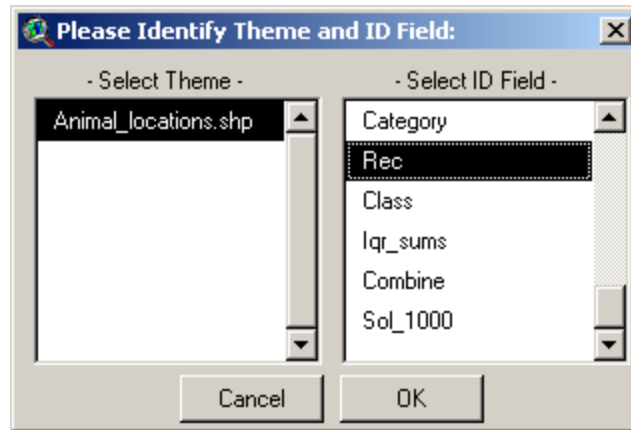 Please Identify Theme and ID Field:
- Select Theme -
Animal_locations.shp
- Select ID Field -
Category
Rec
Class
Iqr_sums
Combine
Sol_1000
Cancel
OK